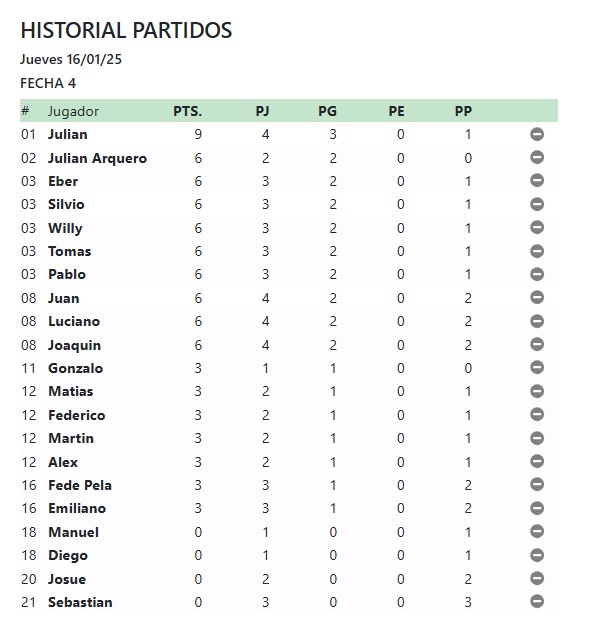 HISTORIAL PARTIDOS
Jueves 16/01/25
FECHA 4
# Jugador PTS. PJ PG PE PP
01 Julian 9 4 3 0 1
02 Julian Arquero 6 2 2 0 0
03 Eber 6 3 2 0 1
03 Silvio 6 3 2 0 1
03 Willy 6 3 2 0 1
03 Tomas 6 3 2 0 1
03 Pablo 6 3 2 0 1
08 Juan 6 4 2 0 2
08 Luciano 6 4 2 0 2
08 Joaquin 6 4 2 0 2
11 Gonzalo 3 1 1 0 0
12 Matias 3 2 1 0 1
12 Federico 3 2 1 0 1
12 Martin 3 2 1 0 1
12 Alex 3 2 1 0 1
16 Fede Pela 3 3 1 0 2
16 Emiliano 3 3 1 0 2
18 Manuel 0 1 0 0 1
18 Diego 0 1 0 0 1
20 Josue 0 2 0 0 2
21 Sebastian 0 3 0 0 3